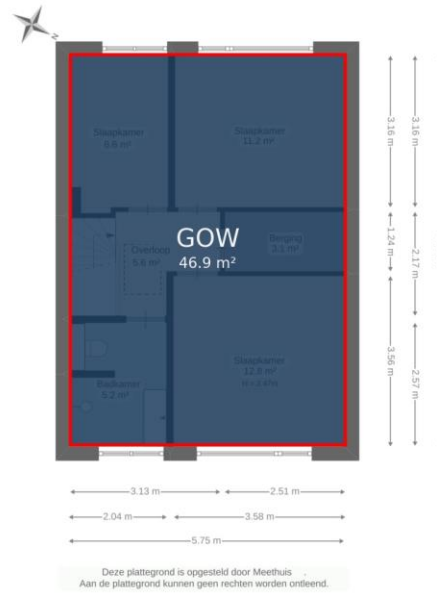 N
Slaapkamer
Slaapkamer
11.2 m²
3.16 m
3.16 m
GOW
46.9 m²
Overloop
5.6 m²
Berging
3.1 m²
1.24 m
2.17 m
Slaapkamer
12.8 m²
3.56 m
2.57 m
Badkamer
5.2 m²
3.13 m
2.51 m
2.04 m
3.58 m
5.75 m
Deze plattegrond is opgesteld door Meethuis .
Aan de plattegrond kunnen geen rechten worden ontleend.